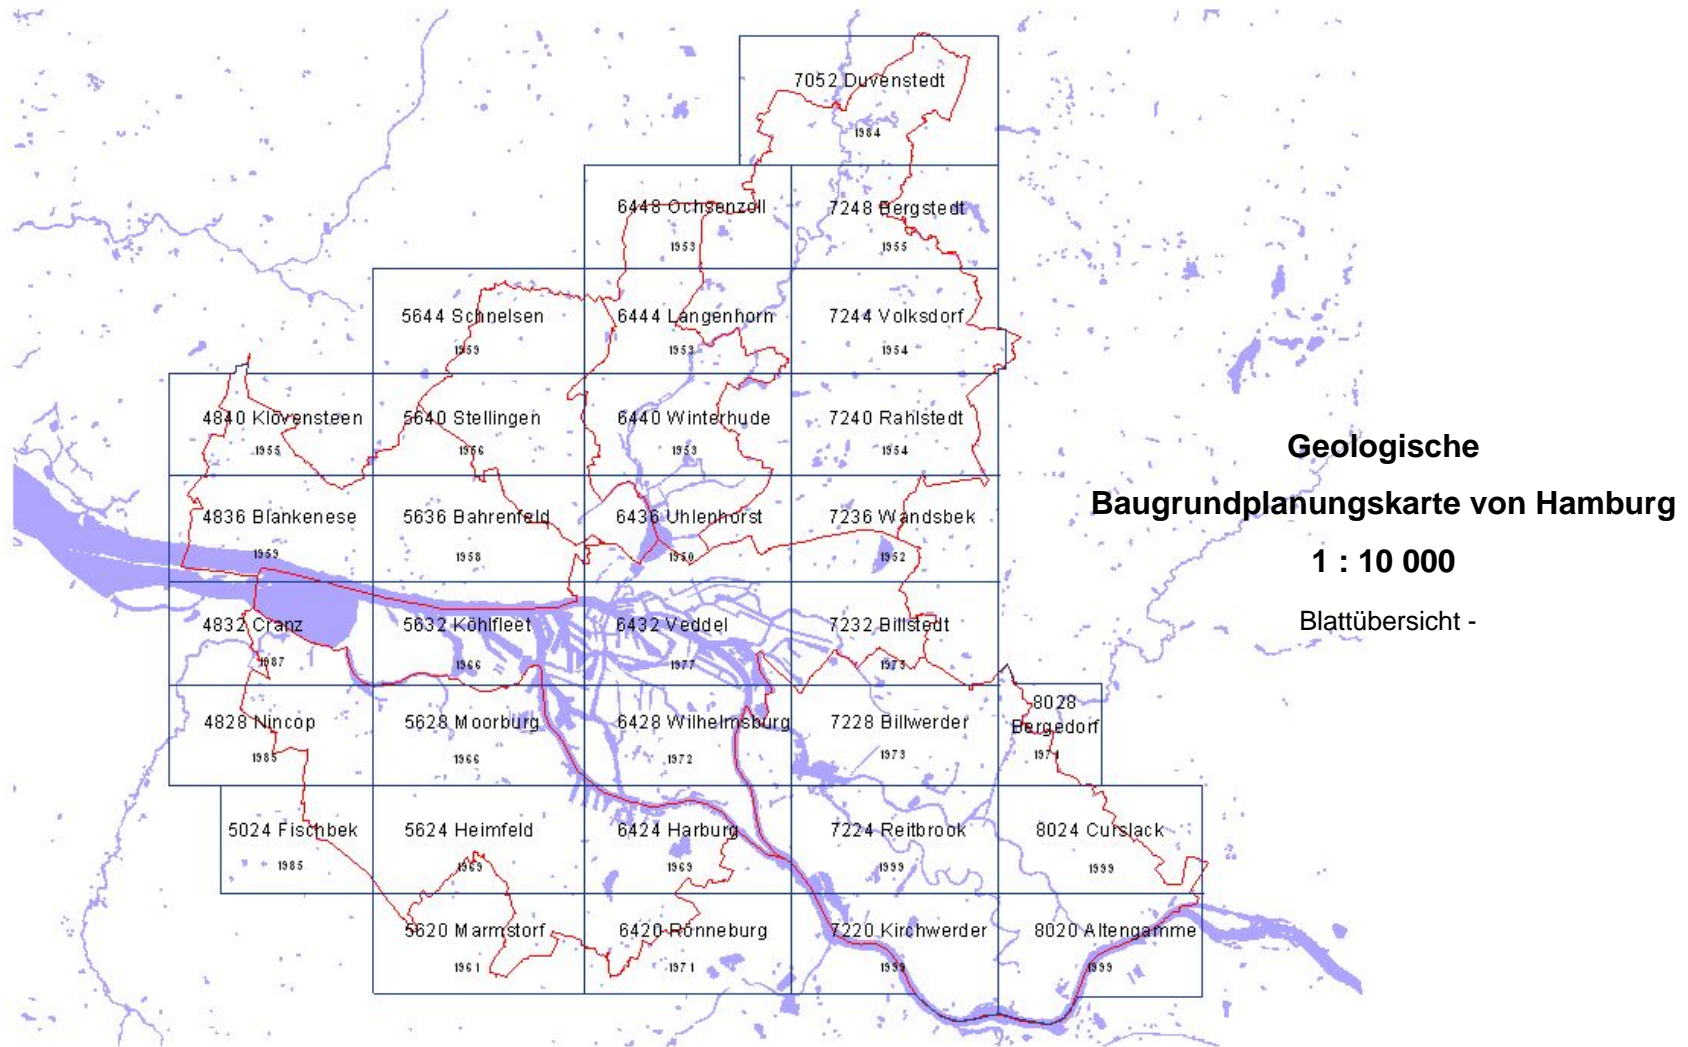 7052 Duvenstedt
1984
6448 Ochsenzoll
1953
7248 Bergstedt
1955
5644 Schnelsen
1959
6444 Langenhorn
1953
7244 Volksdorf
1954
4840 Klövensteen
1955
5640 Stellingen
1956
6440 Winterhude
1953
7240 Rahlstedt
1954
4836 Blankenese
1959
5636 Bahrenfeld
1958
6436 Uhlenhorst
1950
7236 Wandsbek
1952
4832 Cranz
1987
5632 Köhlfleet
1966
6432 Veddel
1977
7232 Billstedt
1973
4828 Nincop
1985
5628 Moorburg
1966
6428 Wilhelmsburg
1972
7228 Billwerder
1973
8028
Bergedorf
1971
5024 Fischbek
1985
5624 Heimfeld
1969
6424 Harburg
1969
7224 Reitbrook
1999
8024 Curslack
1999
5620 Marmstorf
1961
6420 Rönneburg
1971
7220 Kirchwerder
1999
8020 Altengamme
1999
Geologische
Baugrundplanungskarte von Hamburg
1 : 10 000
Blattübersicht -